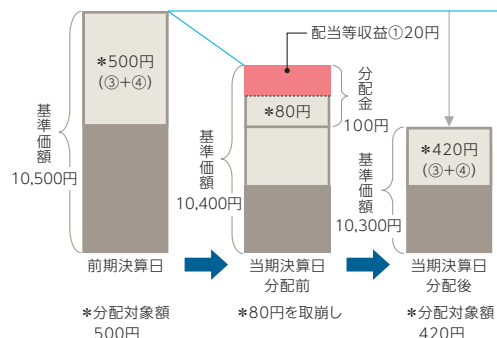 配当等収益①20円
＊500円
(③+④)
基準価額
10,500円
＊80円
分配金
100円
基準価額
10,400円
＊420円
(③+④)
基準価額
10,300円
前期決算日
当期決算日
分配前
当期決算日
分配後
＊分配対象額
500円
＊80円を取崩し
＊分配対象額
420円